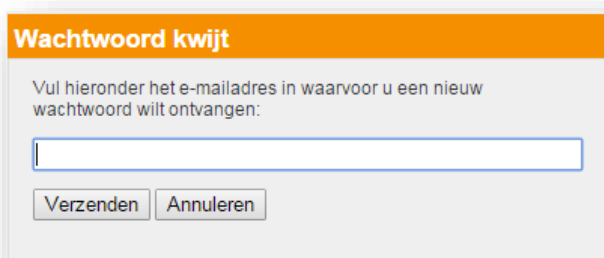 Wachtwoord kwijt
Vul hieronder het e-mailadres in waarvoor u een nieuw
wachtwoord wilt ontvangen:
Verzenden Annuleren